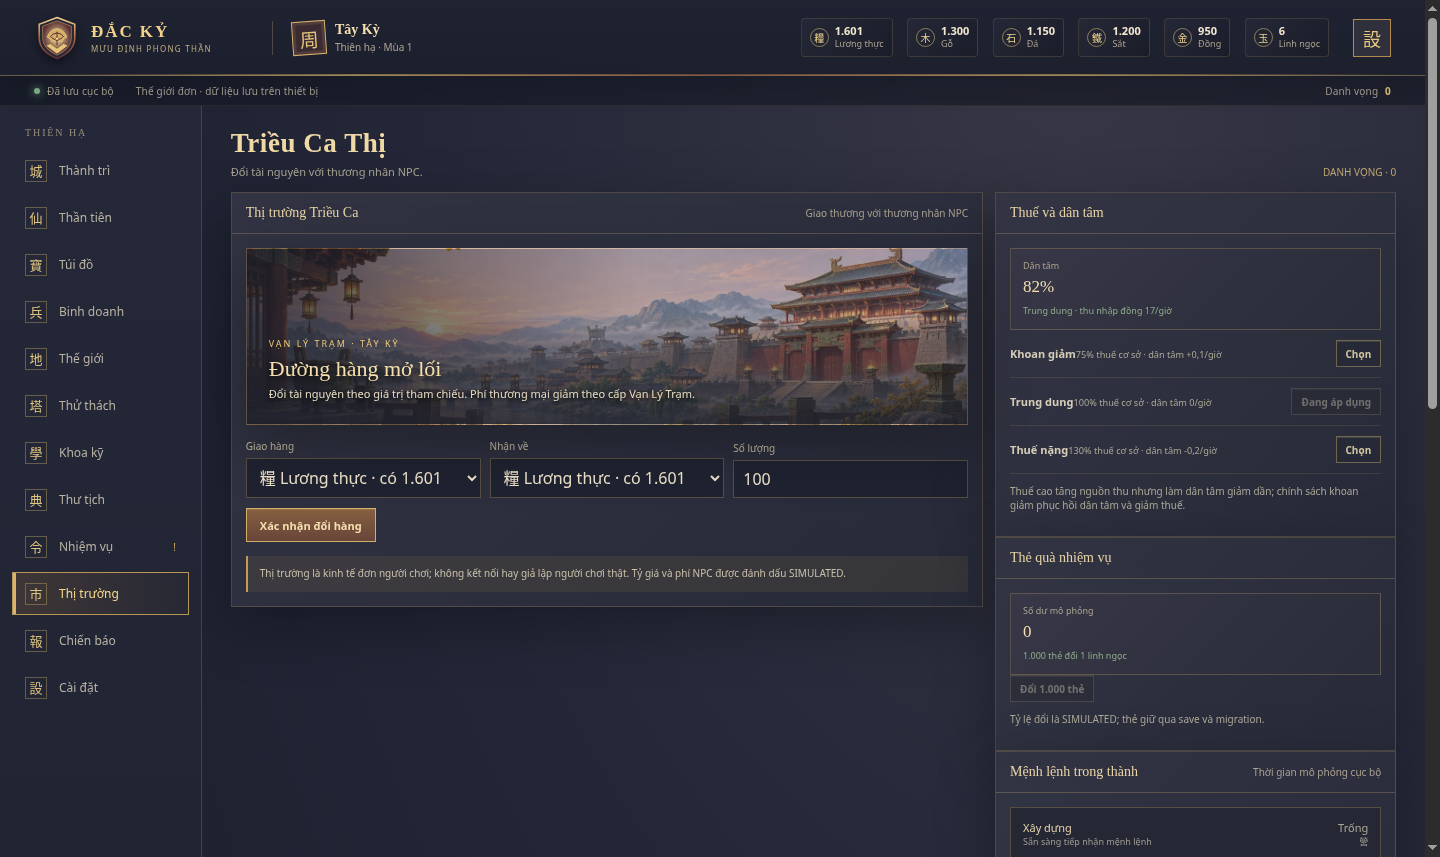 ĐẮC KỶ
MƯU ĐỊNH PHONG THẦN
周
Tây Kỳ
Thiên hạ · Mùa 1
糧 1.601 Lương thực
木 1.300 Gỗ
石 1.150 Đá
鐵 1.200 Sắt
金 950 Đồng
玉 6 Linh ngọc
設
Đã lưu cục bộ
Thế giới đơn · dữ liệu lưu trên thiết bị
Danh vọng 0
THIÊN HẠ
城 Thành trì
仙 Thần tiên
寶 Túi đồ
兵 Binh doanh
地 Thế giới
塔 Thử thách
學 Khoa kỹ
典 Thư tịch
令 Nhiệm vụ !
市 Thị trường
報 Chiến báo
設 Cài đặt
Triều Ca Thị
Đổi tài nguyên với thương nhân NPC.
DANH VỌNG · 0
Thị trường Triều Ca
Giao thương với thương nhân NPC
VẠN LÝ TRẠM · TÂY KỲ
Đường hàng mở lối
Đổi tài nguyên theo giá trị tham chiếu. Phí thương mại giảm theo cấp Vạn Lý Trạm.
Giao hàng
糧 Lương thực · có 1.601
Nhận về
糧 Lương thực · có 1.601
Số lượng
100
Xác nhận đổi hàng
Thị trường là kinh tế đơn người chơi; không kết nối hay giả lập người chơi thật. Tỷ giá và phí NPC được đánh dấu SIMULATED.
Thuế và dân tâm
Dân tâm
82%
Trung dung · thu nhập đồng 17/giờ
Khoan giảm75% thuế cơ sở · dân tâm +0,1/giờ
Chọn
Trung dung100% thuế cơ sở · dân tâm 0/giờ
Đang áp dụng
Thuế nặng130% thuế cơ sở · dân tâm -0,2/giờ
Chọn
Thuế cao tăng nguồn thu nhưng làm dân tâm giảm dần; chính sách khoan
giảm phục hồi dân tâm và giảm thuế.
Thẻ quà nhiệm vụ
Số dư mô phỏng
0
1.000 thẻ đổi 1 linh ngọc
Đổi 1.000 thẻ
Tỷ lệ đổi là SIMULATED; thẻ giữ qua save và migration.
Mệnh lệnh trong thành
Thời gian mô phỏng cục bộ
Xây dựng
Trống
Sẵn sàng tiếp nhận mệnh lệnh